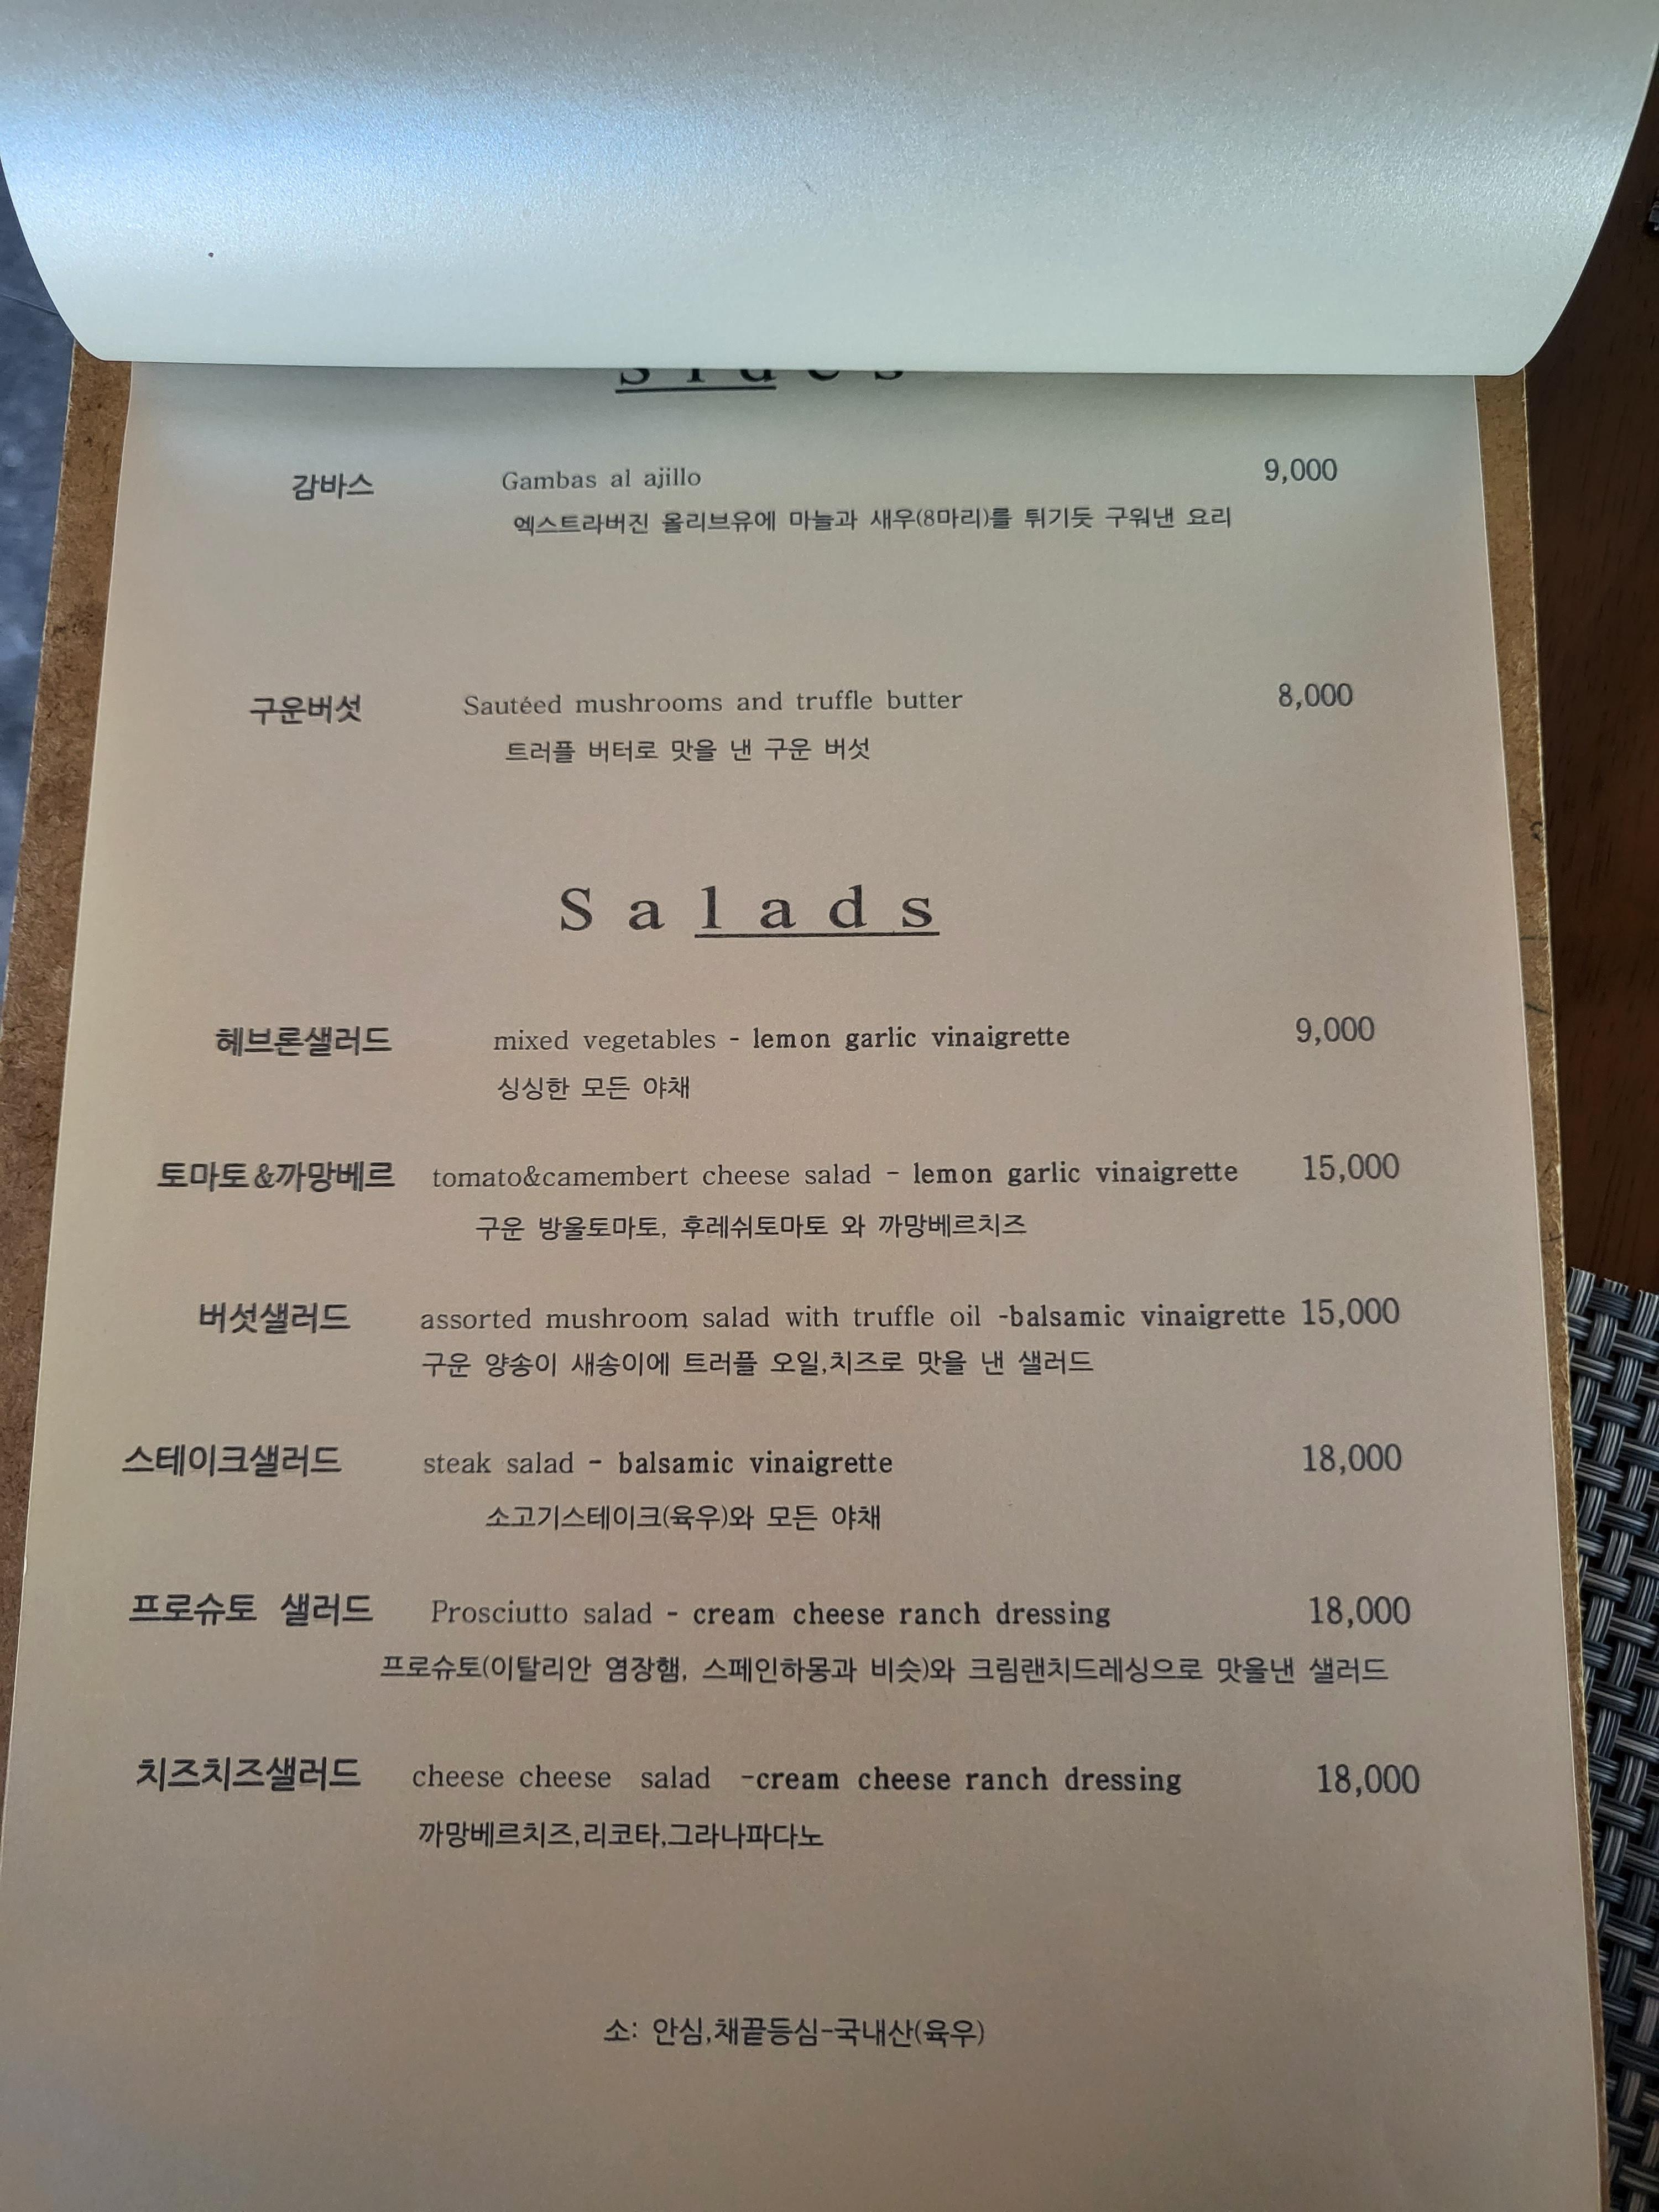 Sides
감바스 Gambas al ajillo 9,000
엑스트라버진 올리브유에 마늘과 새우(8마리)를 튀기듯 구워낸 요리
구운버섯 Sautéed mushrooms and truffle butter 8,000
트러플 버터로 맛을 낸 구운 버섯
Salads
헤브론샐러드 mixed vegetables - lemon garlic vinaigrette 9,000
싱싱한 모든 야채
토마토&까망베르 tomato&camembert cheese salad - lemon garlic vinaigrette 15,000
구운 방울토마토, 후레쉬토마토 와 까망베르치즈
버섯샐러드 assorted mushroom salad with truffle oil -balsamic vinaigrette 15,000
구운 양송이 새송이에 트러플 오일,치즈로 맛을 낸 샐러드
스테이크샐러드 steak salad - balsamic vinaigrette 18,000
소고기스테이크(육우)와 모든 야채
프로슈토 샐러드 Prosciutto salad - cream cheese ranch dressing 18,000
프로슈토(이탈리안 염장햄, 스페인하몽과 비슷)와 크림랜치드레싱으로 맛을낸 샐러드
치즈치즈샐러드 cheese cheese salad -cream cheese ranch dressing 18,000
까망베르치즈,리코타,그라나파다노
소: 안심,채끝등심-국내산(육우)